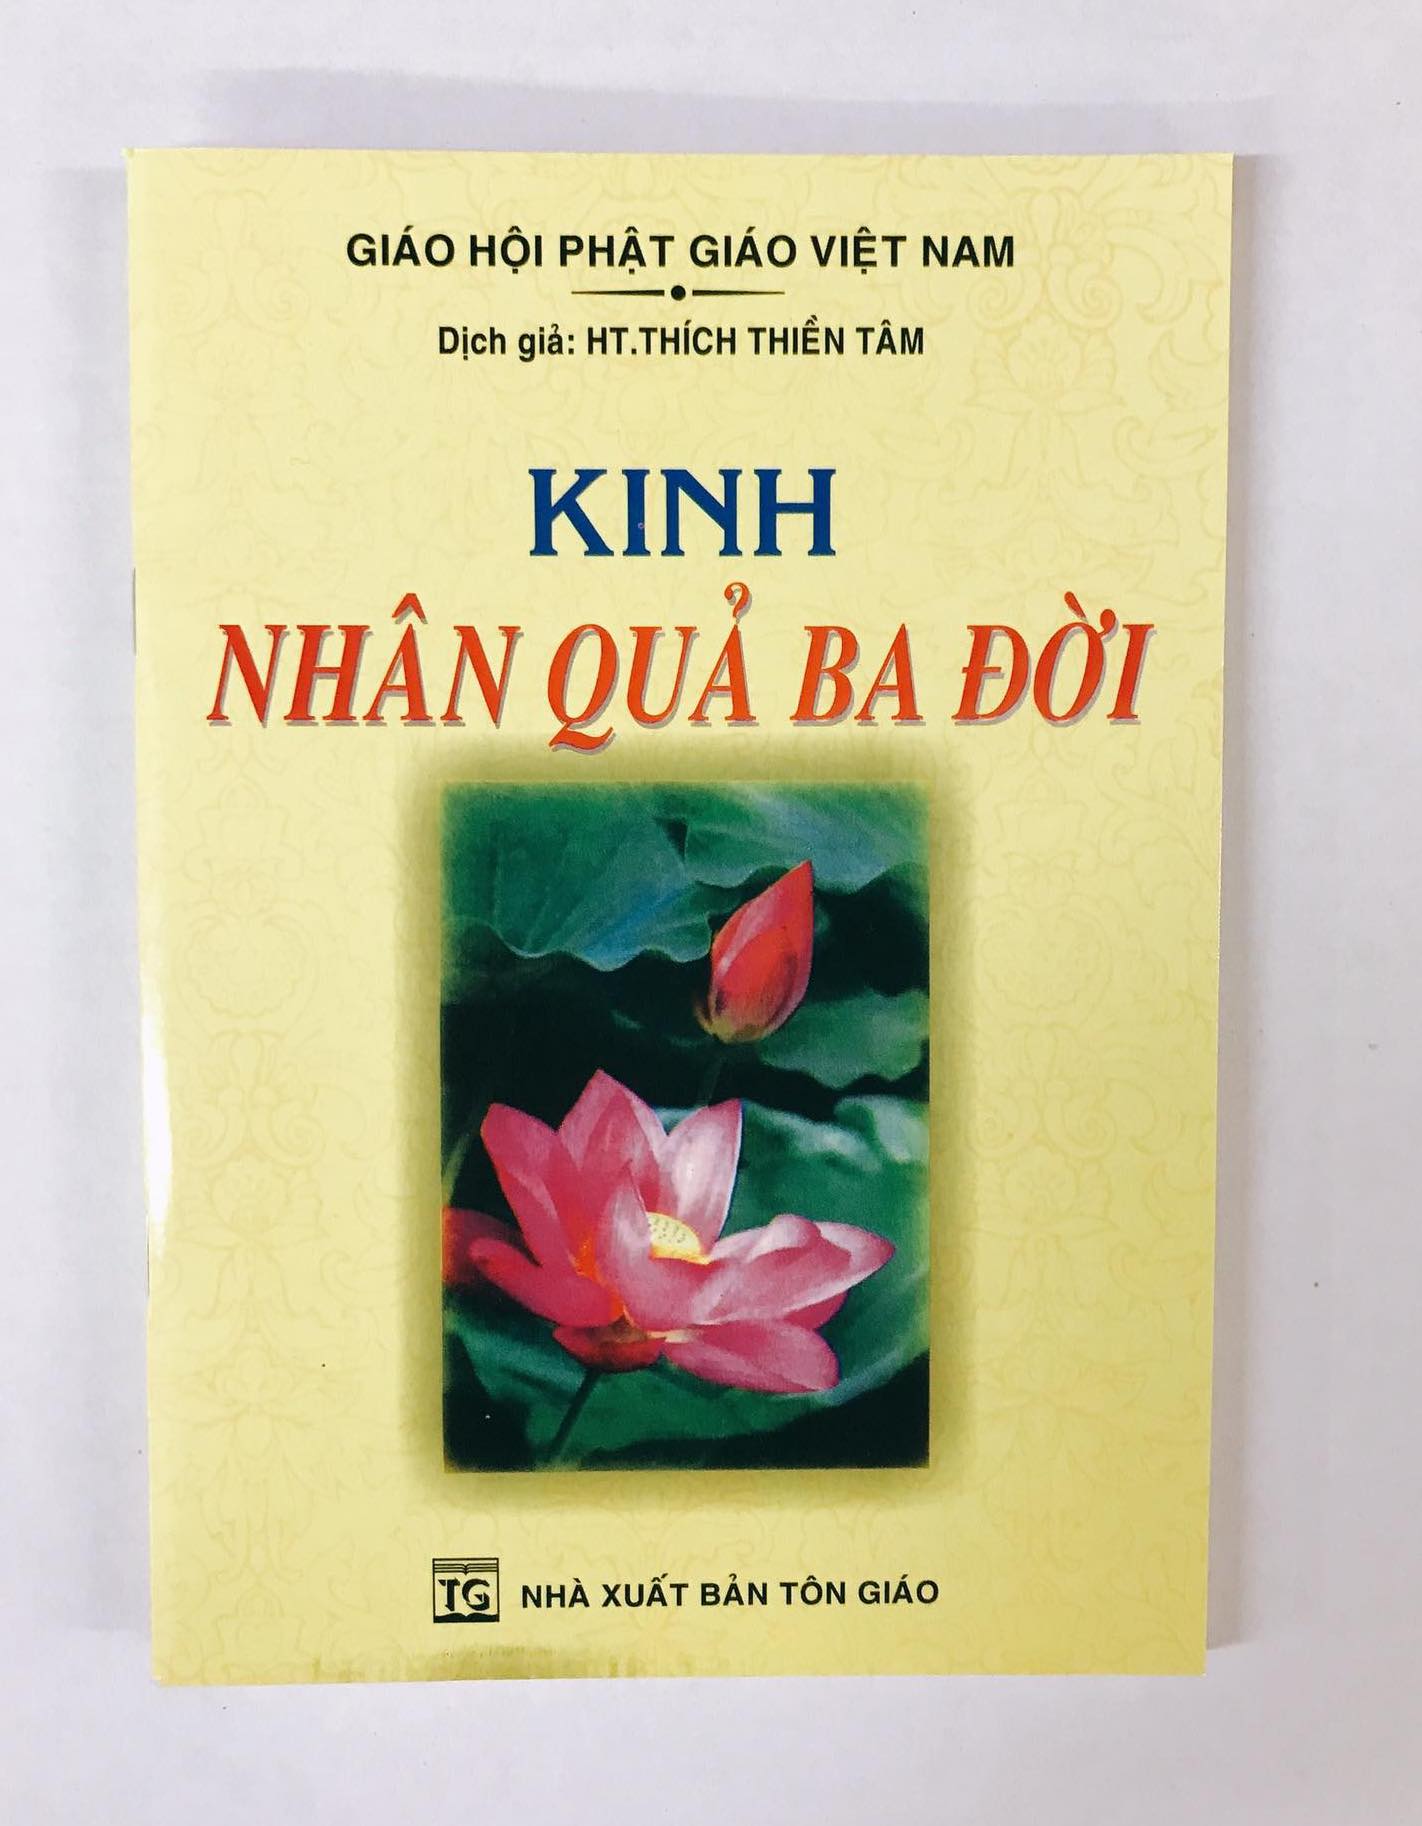 GIÁO HỘI PHẬT GIÁO VIỆT NAM
Dịch giả: HT.THÍCH THIỀN TÂM
KINH
NHÂN QUẢ BA ĐỜI
TG NHÀ XUẤT BẢN TÔN GIÁO